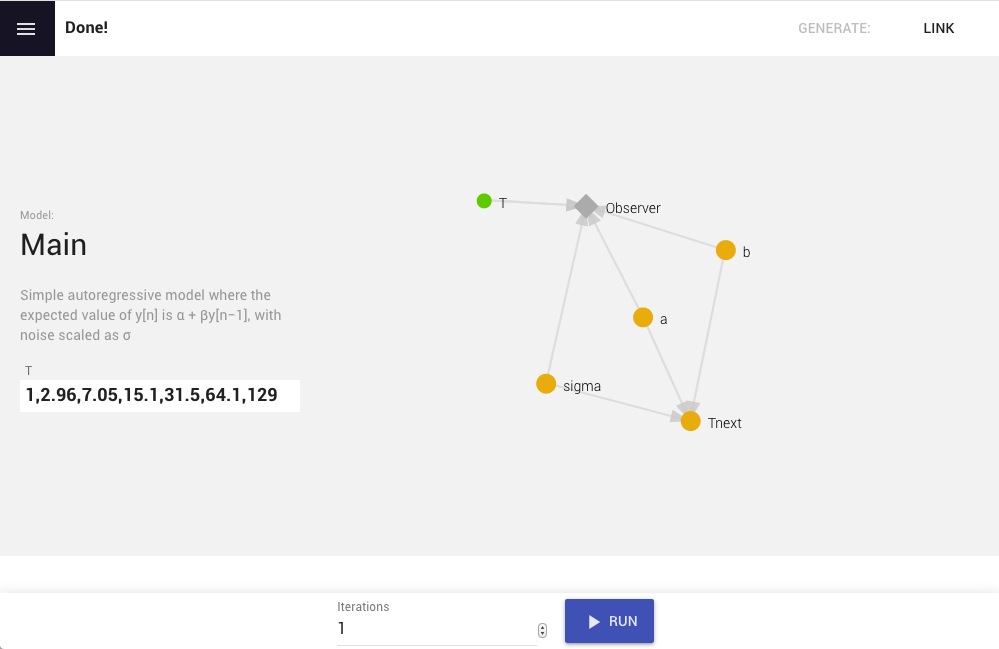 Done!
GENERATE:
LINK
Model:
Main
Simple autoregressive model where the
expected value of y[n] is α + βy[n−1], with
noise scaled as σ
T
1,2.96,7.05,15.1,31.5,64.1,129
T
Observer
b
a
sigma
Tnext
Iterations
1
RUN